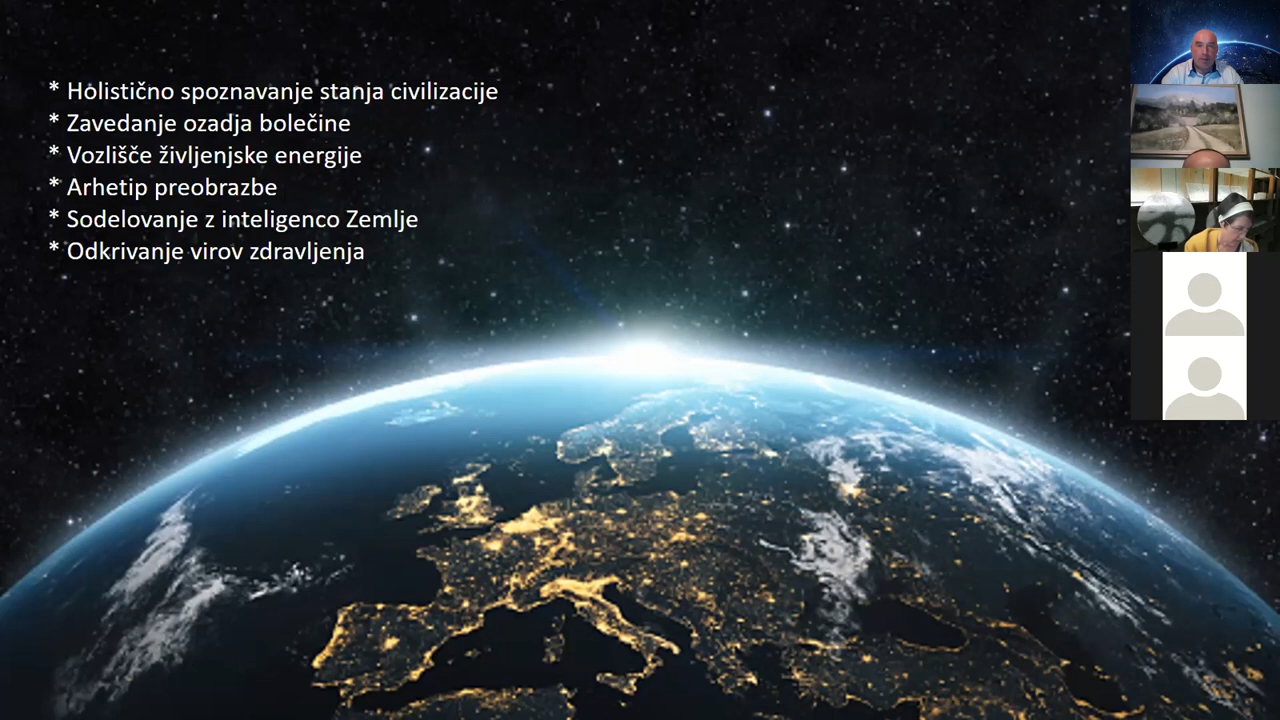 * Holistično spoznavanje stanja civilizacije
* Zavedanje ozadja bolečine
* Vozlišče življenjske energije
* Arhetip preobrazbe
* Sodelovanje z inteligenco Zemlje
* Odkrivanje virov zdravljenja